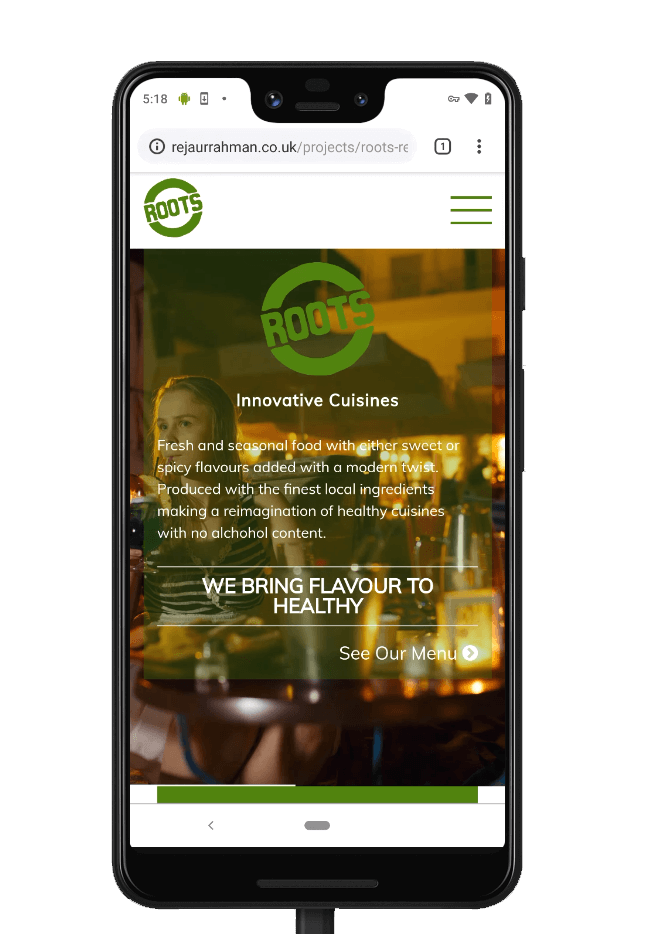 5:18
rejaurrahman.co.uk/projects/roots-re
1
ROOTS
ROOTS
Innovative Cuisines
Fresh and seasonal food with either sweet or
spicy flavours added with a modern twist.
Produced with the finest local ingredients
making a reimagination of healthy cuisines
with no alchohol content.
WE BRING FLAVOUR TO
HEALTHY
See Our Menu